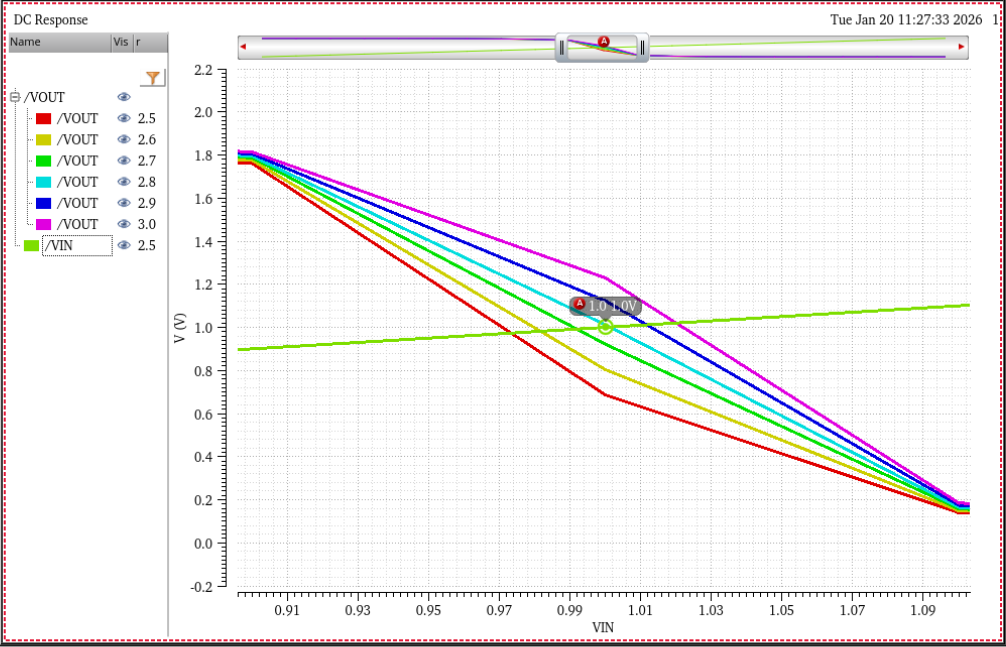 DC Response
Tue Jan 20 11:27:33 2026 1
Name Vis r
/VOUT
/VOUT 2.5
/VOUT 2.6
/VOUT 2.7
/VOUT 2.8
/VOUT 2.9
/VOUT 3.0
/VIN 2.5
A
2.2
2.0
1.8
1.6
1.4
1.2
1.0
0.8
0.6
0.4
0.2
0.0
-0.2
V (V)
A 1.0 1.0V
0.91 0.93 0.95 0.97 0.99 1.01 1.03 1.05 1.07 1.09
VIN